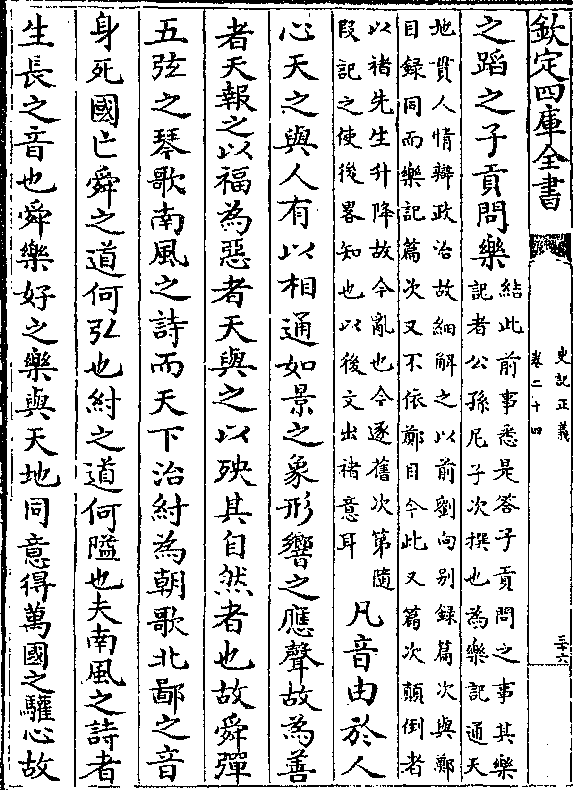 欽定四庫全書
史記正義
卷二十四
三十六
之蹈之子貢問樂
結此前事悉是荅子貢問之事其樂
記者公孫尼子次撰也為樂記通天
地貫人情辯政治故細解之以前劉向别録篇次與鄭
目録同而樂記篇次又不依鄭目今此文篇次顛倒者
以褚先生升降故今亂也今逐舊次第隨
段記之使後畧知也以後文出褚意耳
凡音由於人
心天之與人有以相通如景之象形響之應聲故為善
者天報之以福為惡者天與之以殃其自然者也故舜彈
五弦之琴歌南風之詩而天下治紂為朝歌北鄙之音
身死國亡舜之道何弘也紂之道何隘也夫南風之詩者
生長之音也舜樂好之樂與天地同意得萬國之驩心故